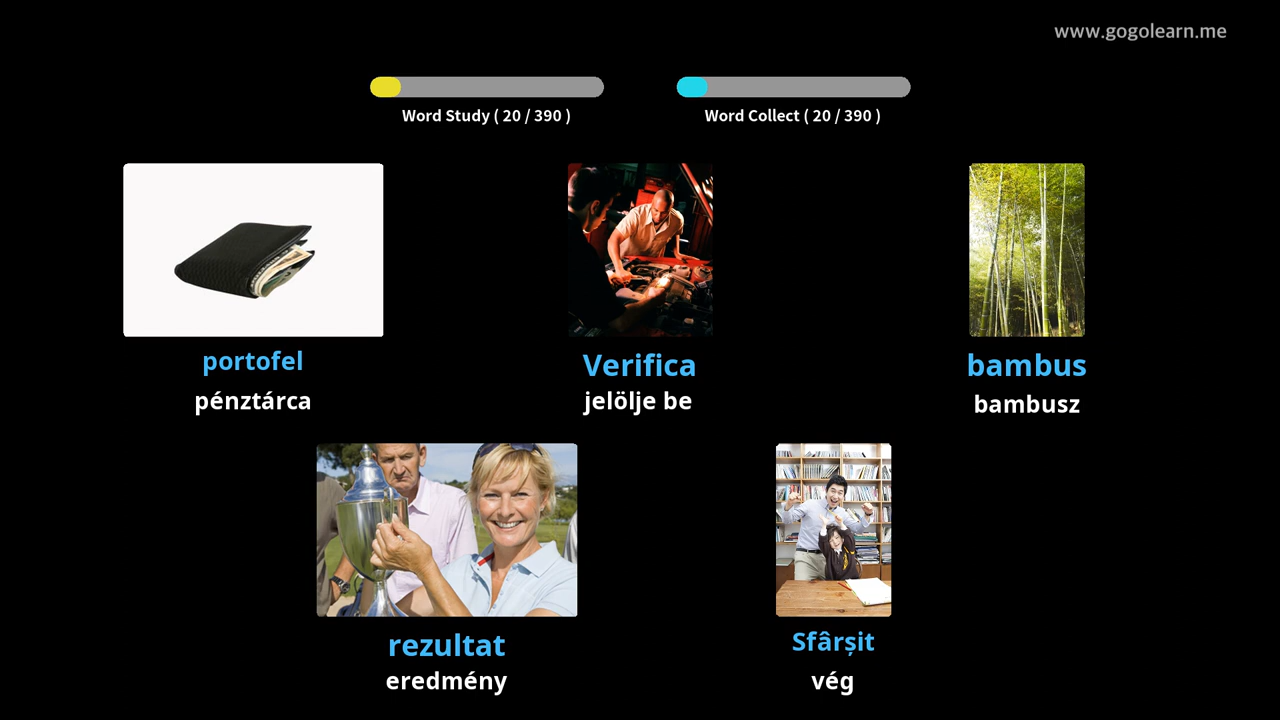 www.gogolearn.me
Word Study ( 20 / 390 )
Word Collect ( 20 / 390 )
portofel
pénztárca
Verifica
jelölje be
bambus
bambusz
rezultat
eredmény
Sfârșit
vég